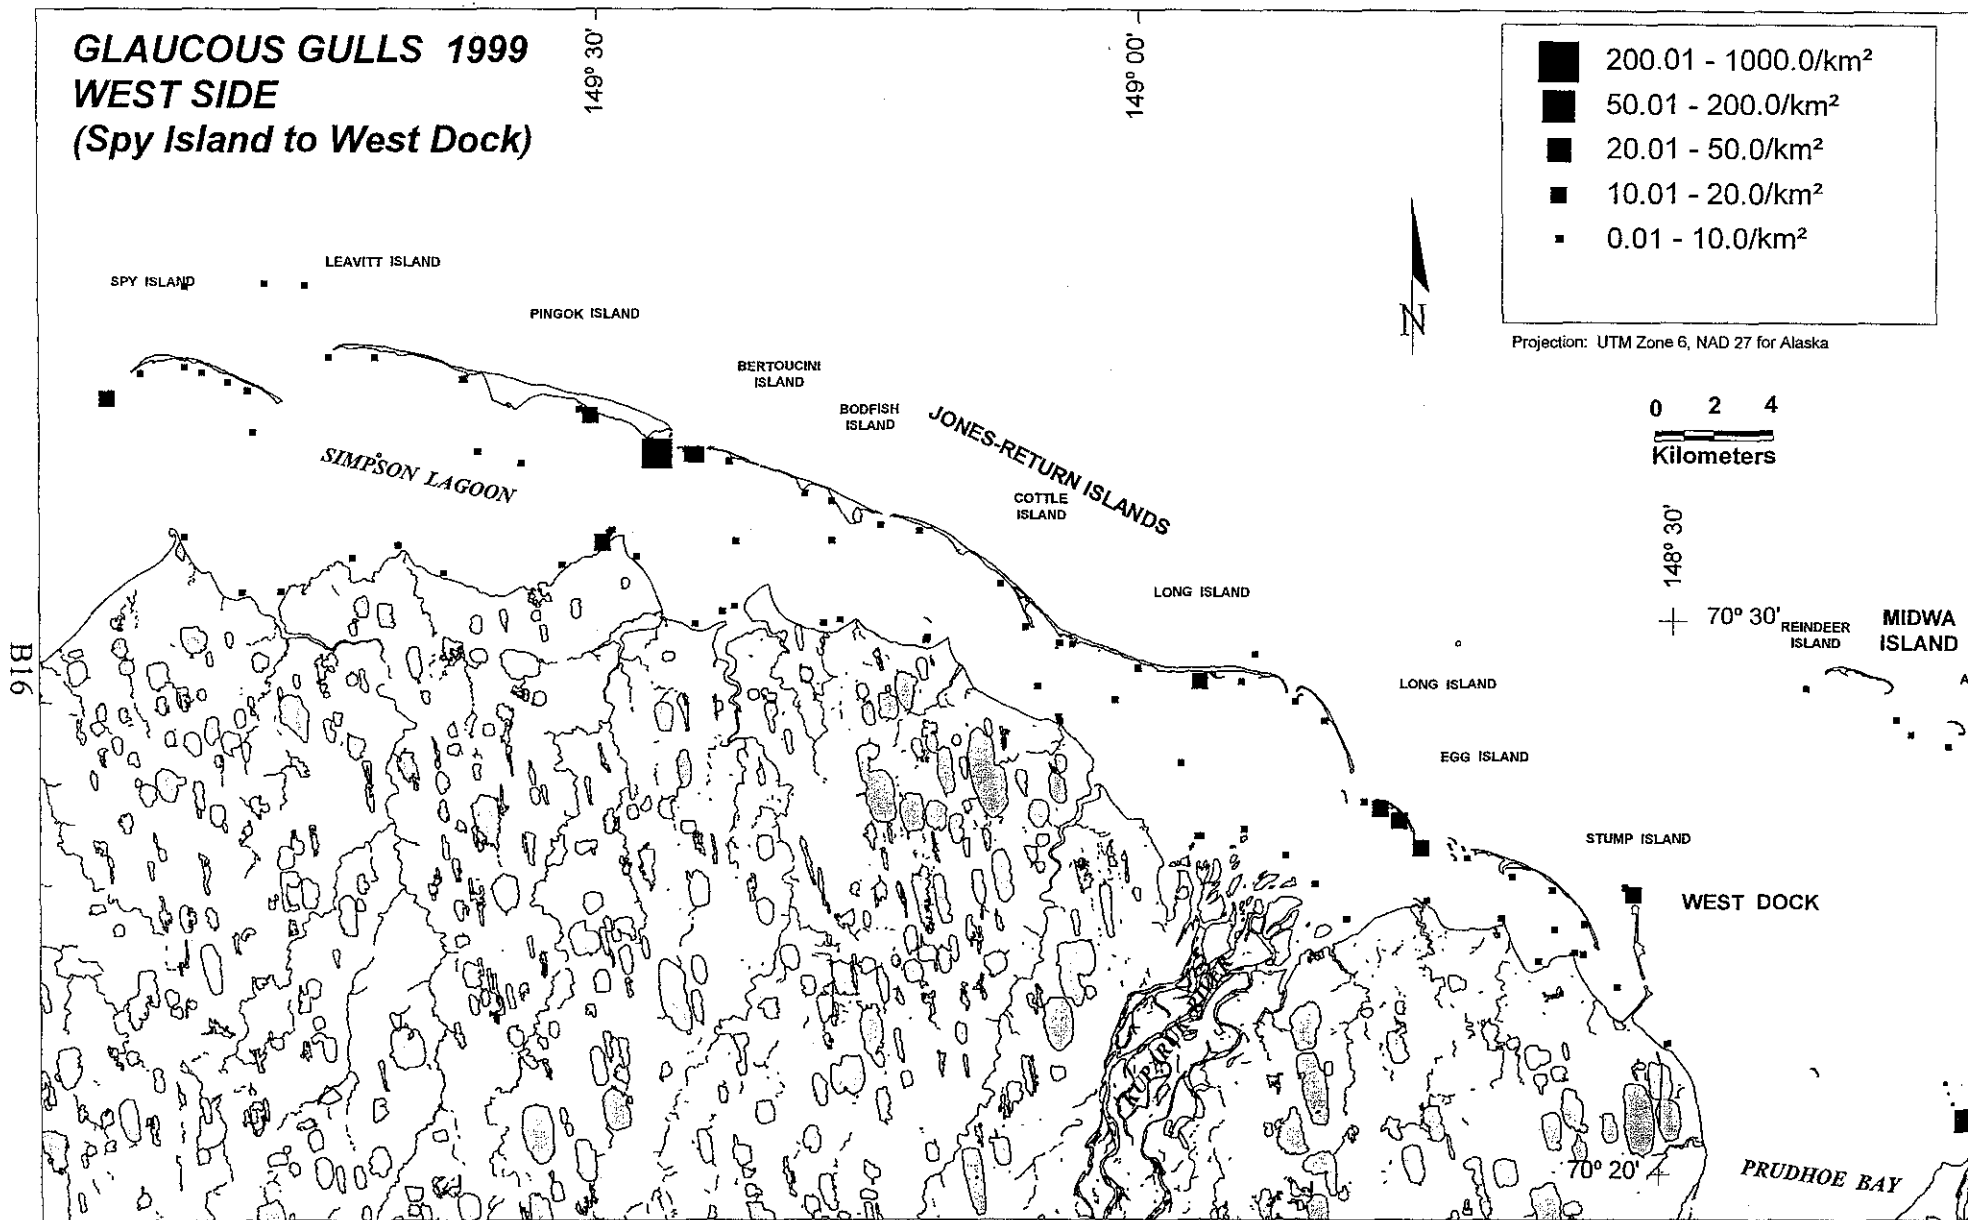 GLAUCOUS GULLS 1999
WEST SIDE
(Spy Island to West Dock)
149° 30'
149° 00'
200.01 - 1000.0/km²
50.01 - 200.0/km²
20.01 - 50.0/km²
10.01 - 20.0/km²
0.01 - 10.0/km²
Projection: UTM Zone 6, NAD 27 for Alaska
N
0 2 4
Kilometers
SPY ISLAND
LEAVITT ISLAND
PINGOK ISLAND
BERTOUCINI
ISLAND
BODFISH
ISLAND
JONES-RETURN ISLANDS
COTTLE
ISLAND
SIMPSON LAGOON
148° 30'
LONG ISLAND
70° 30'
REINDEER
ISLAND
MIDWA
ISLAND
A
LONG ISLAND
EGG ISLAND
STUMP ISLAND
WEST DOCK
KUPARUK RIVER
70° 20'
PRUDHOE BAY
B16